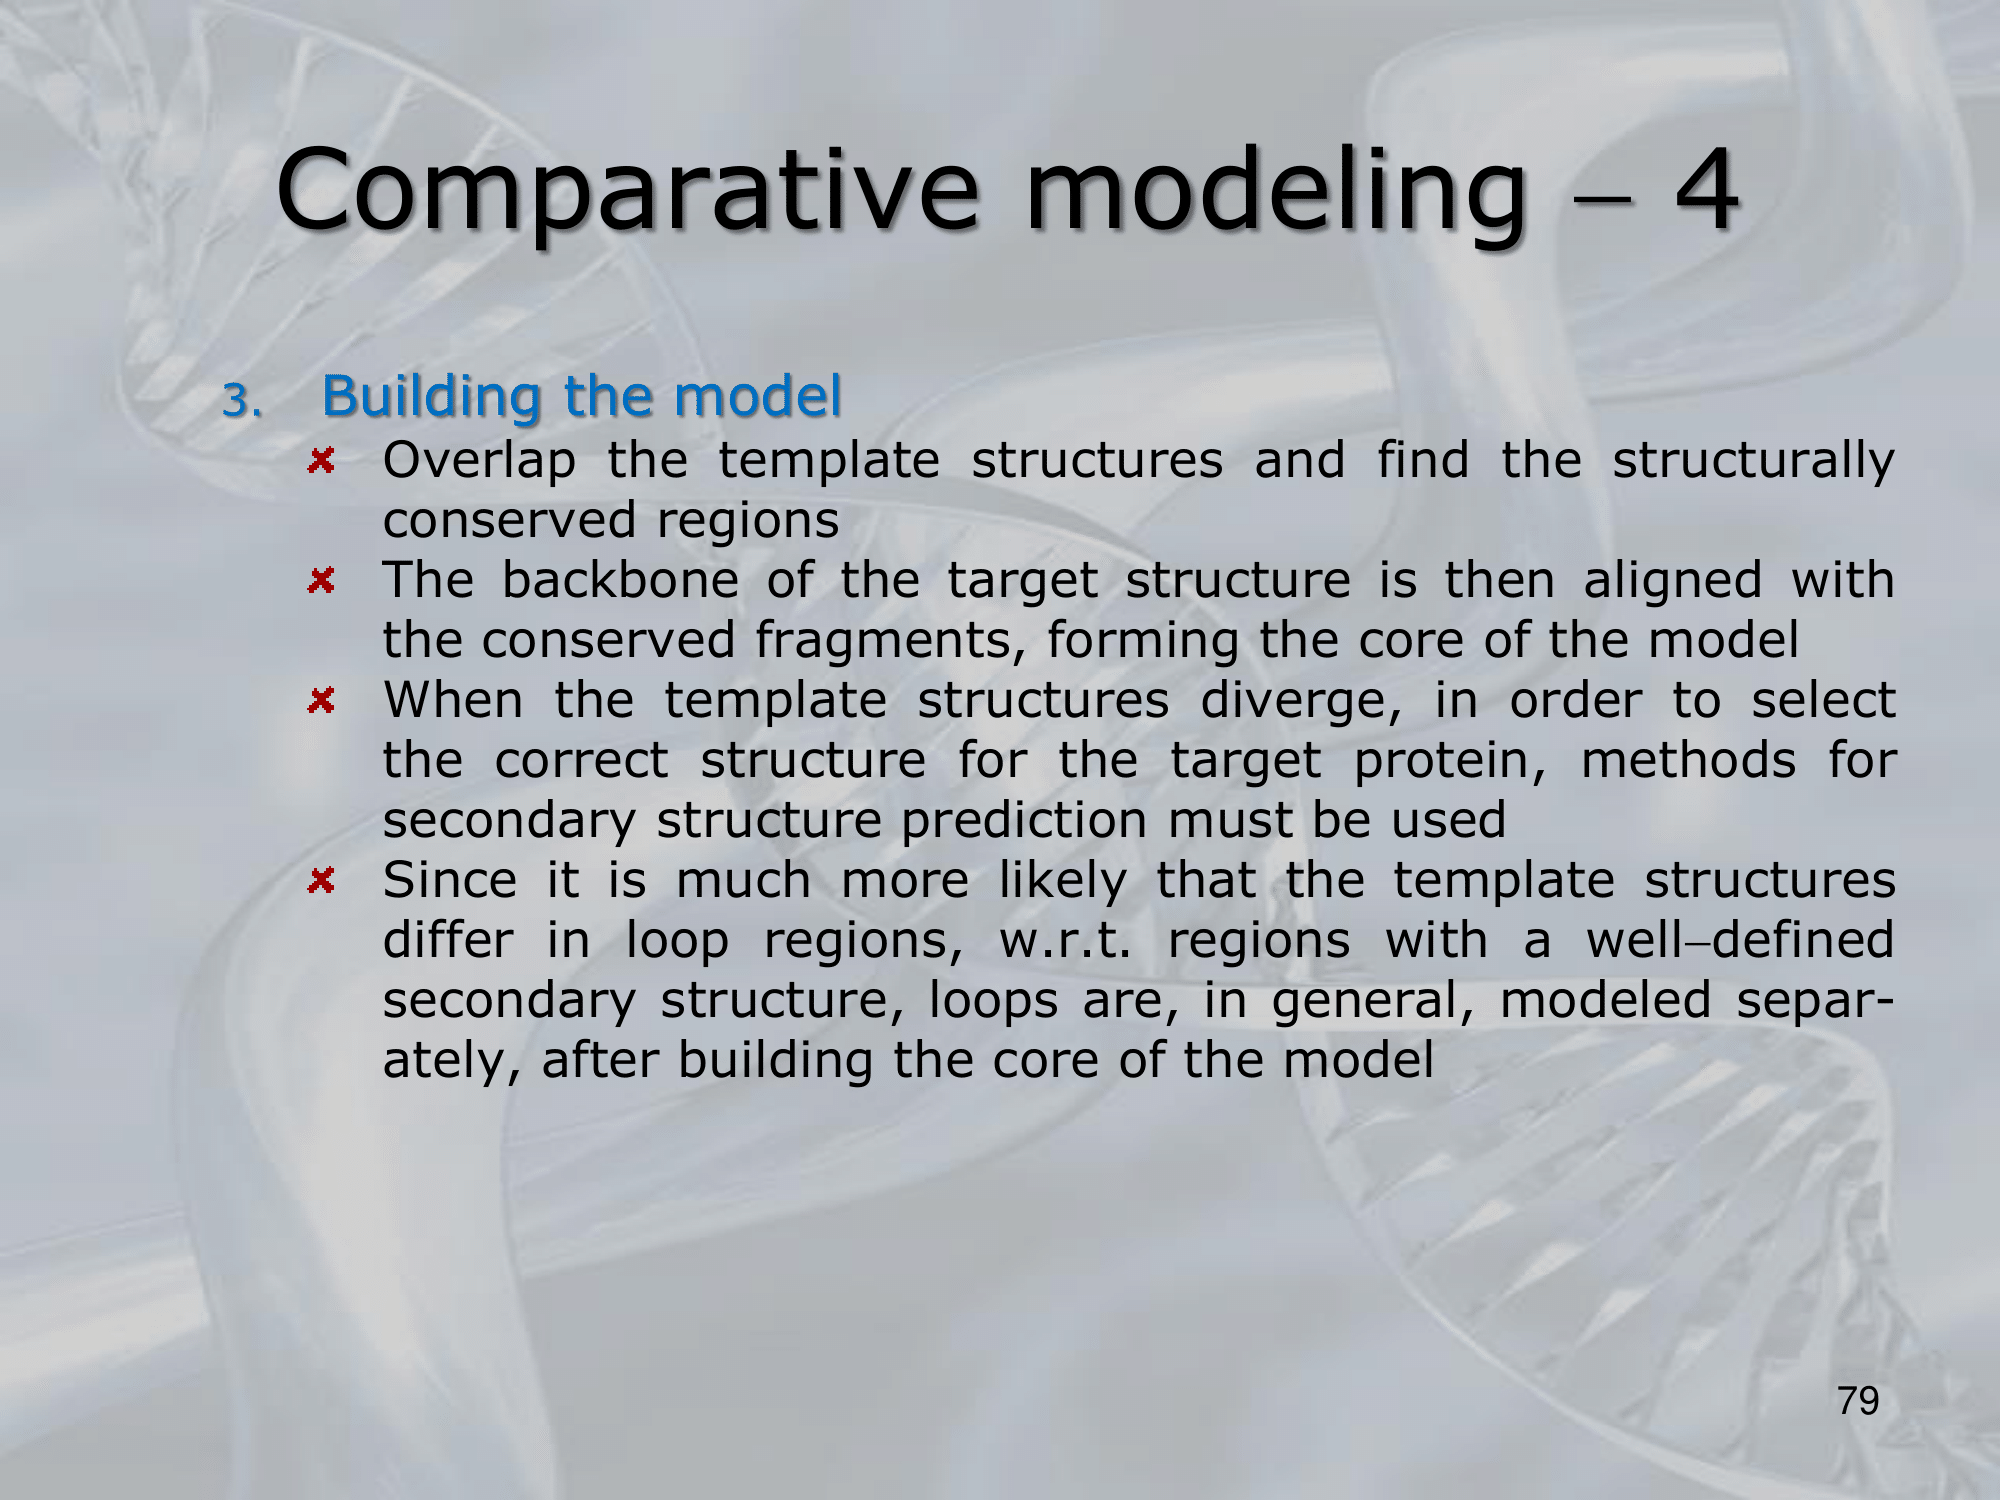 Comparative modeling – 4
3. Building the model
Overlap the template structures and find the structurally
conserved regions
The backbone of the target structure is then aligned with
the conserved fragments, forming the core of the model
When the template structures diverge, in order to select
the correct structure for the target protein, methods for
secondary structure prediction must be used
Since it is much more likely that the template structures
differ in loop regions, w.r.t. regions with a well–defined
secondary structure, loops are, in general, modeled separ-
ately, after building the core of the model
79